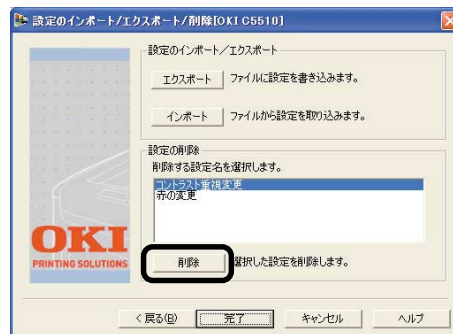 設定のインポート/エクスポート/削除[OKI C5510]
設定のインポート／エクスポート
エクスポート ファイルに設定を書き込みます。
インポート ファイルから設定を取り込みます。
設定の削除
削除する設定名を選択します。
コントラスト重視変更
赤の変更
OKI
PRINTING SOLUTIONS
削除 選択した設定を削除します。
< 戻る(B) 完了 キャンセル ヘルプ